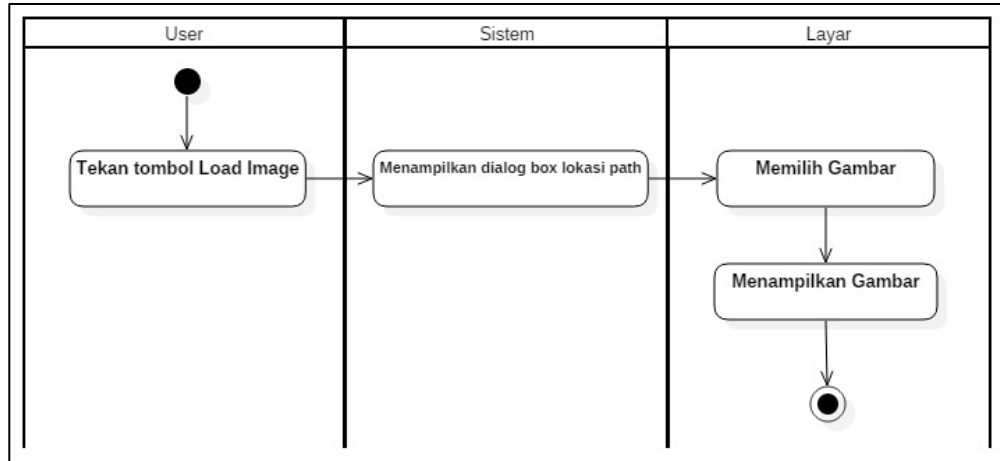 User
Sistem
Layar
Tekan tombol Load Image
Menampilkan dialog box lokasi path
Memilih Gambar
Menampilkan Gambar